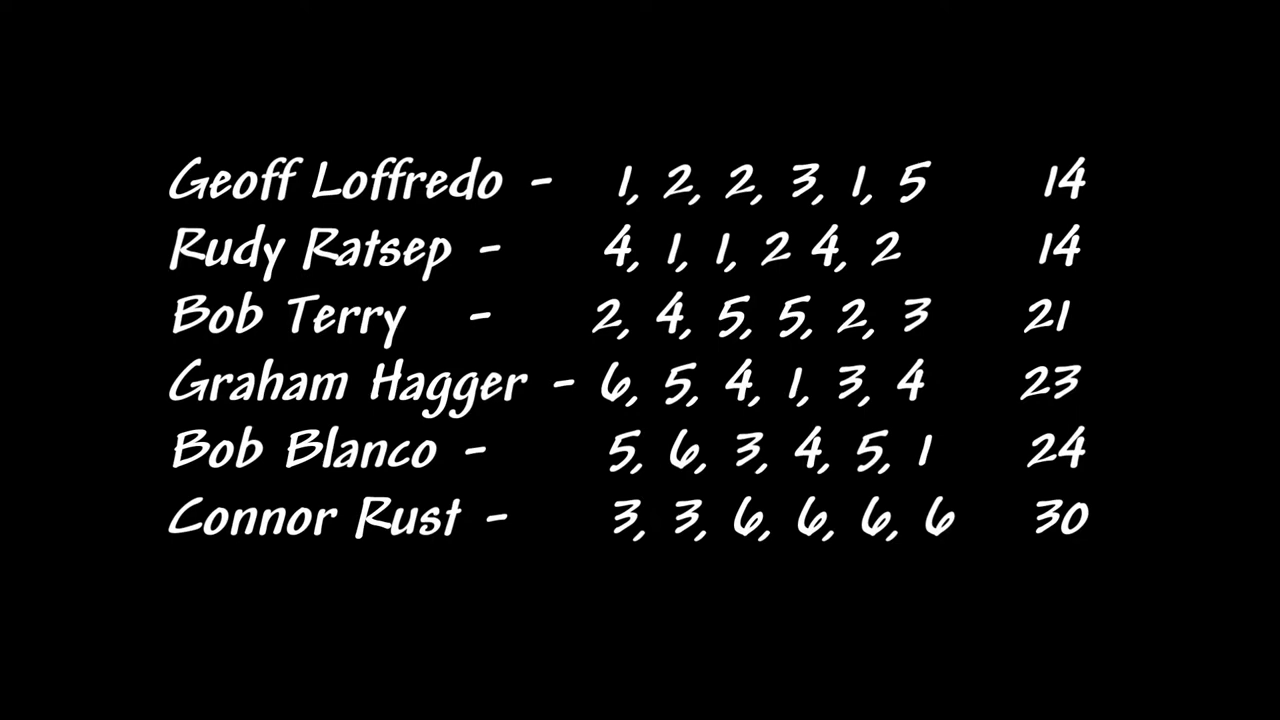 Geoff Loffredo - 1, 2, 2, 3, 1, 5 14
Rudy Ratsep - 4, 1, 1, 2 4, 2 14
Bob Terry - 2, 4, 5, 5, 2, 3 21
Graham Hagger - 6, 5, 4, 1, 3, 4 23
Bob Blanco - 5, 6, 3, 4, 5, 1 24
Connor Rust - 3, 3, 6, 6, 6, 6 30